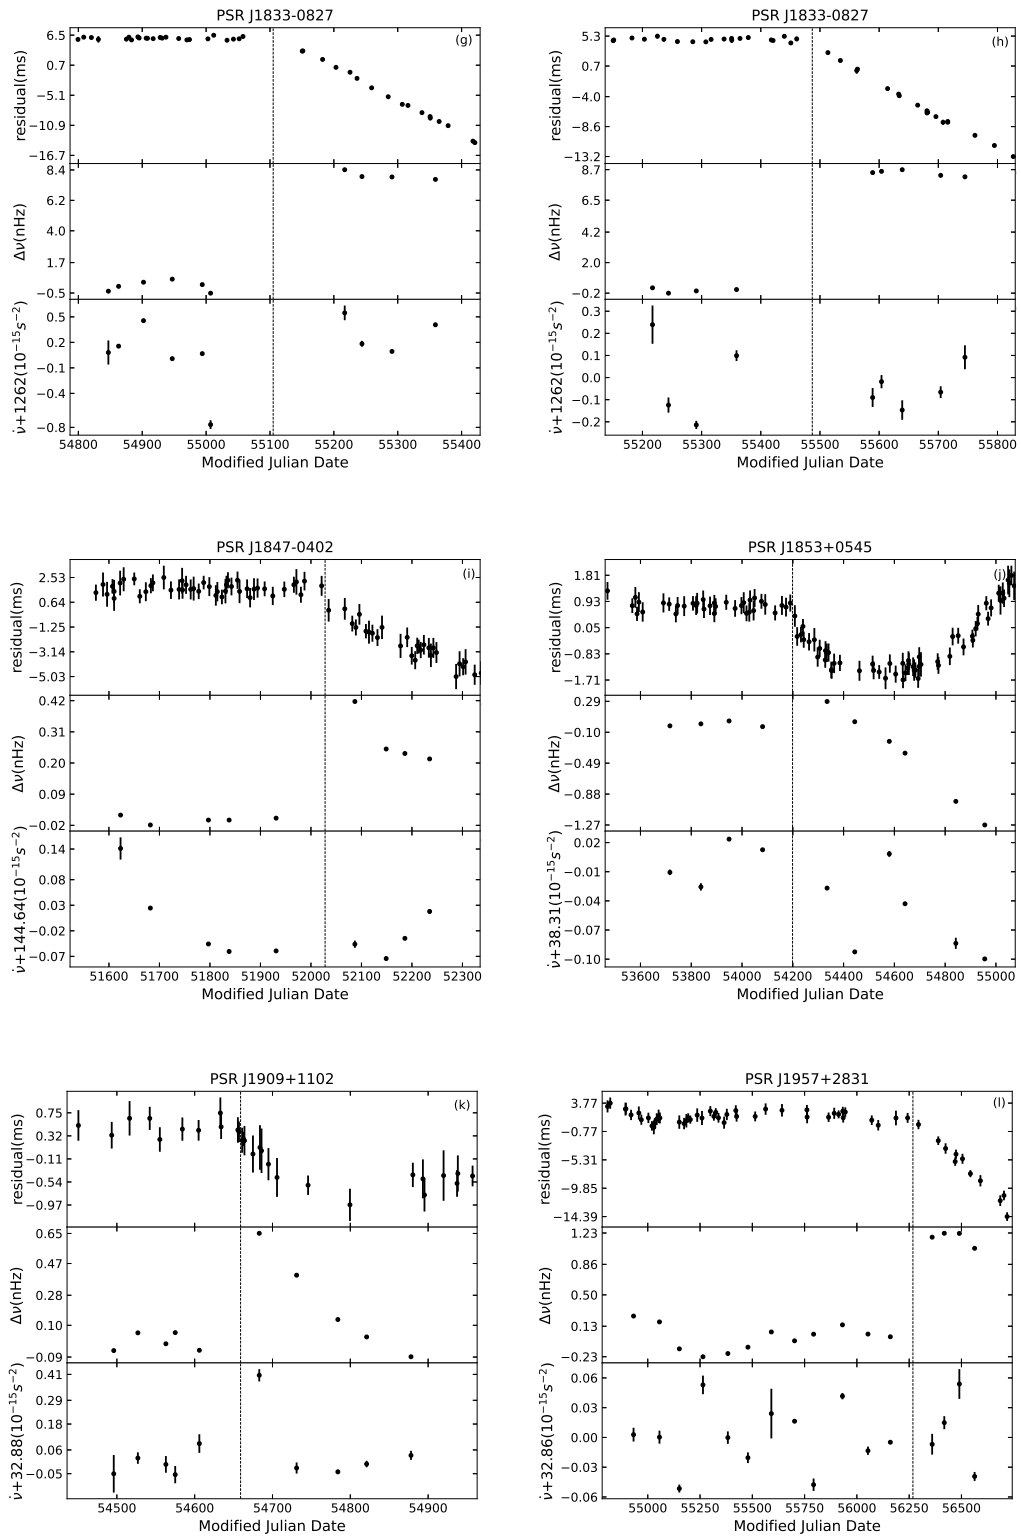 PSR J1833-0827
(g)
residual(ms)
6.5
0.7
−5.1
−10.9
−16.7
Δν(nHz)
8.4
6.2
4.0
1.7
−0.5
ν̇+1262(10⁻¹⁵s⁻²)
0.5
0.2
−0.1
−0.4
−0.8
54800 54900 55000 55100 55200 55300 55400
Modified Julian Date
PSR J1833-0827
(h)
residual(ms)
5.3
0.7
−4.0
−8.6
−13.2
Δν(nHz)
8.7
6.5
4.2
2.0
−0.2
ν̇+1262(10⁻¹⁵s⁻²)
0.3
0.1
0.0
−0.1
−0.2
55200 55300 55400 55500 55600 55700 55800
Modified Julian Date
PSR J1847-0402
(i)
residual(ms)
2.53
0.64
−1.25
−3.14
−5.03
Δν(nHz)
0.42
0.31
0.20
0.09
−0.02
ν̇+144.64(10⁻¹⁵s⁻²)
0.14
0.08
0.03
−0.02
−0.07
51600 51700 51800 51900 52000 52100 52200 52300
Modified Julian Date
PSR J1853+0545
(j)
residual(ms)
1.81
0.93
0.05
−0.83
−1.71
Δν(nHz)
0.29
−0.10
−0.49
−0.88
−1.27
ν̇+38.31(10⁻¹⁵s⁻²)
0.02
−0.01
−0.04
−0.07
−0.10
53600 53800 54000 54200 54400 54600 54800 55000
Modified Julian Date
PSR J1909+1102
(k)
residual(ms)
0.75
0.32
−0.11
−0.54
−0.97
Δν(nHz)
0.65
0.47
0.28
0.10
−0.09
ν̇+32.88(10⁻¹⁵s⁻²)
0.41
0.29
0.18
0.06
−0.05
54500 54600 54700 54800 54900
Modified Julian Date
PSR J1957+2831
(l)
residual(ms)
3.77
−0.77
−5.31
−9.85
−14.39
Δν(nHz)
1.23
0.86
0.50
0.13
−0.23
ν̇+32.86(10⁻¹⁵s⁻²)
0.06
0.03
0.00
−0.03
−0.06
55000 55250 55500 55750 56000 56250 56500
Modified Julian Date